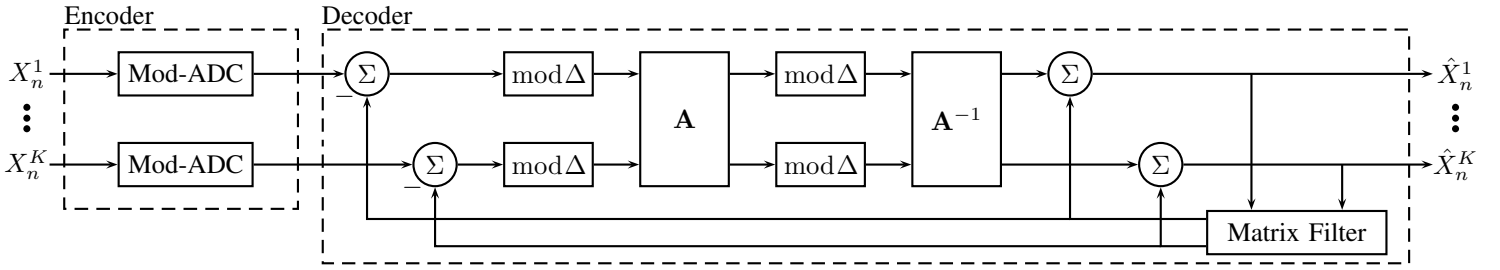 Encoder
Decoder
X_n^1 Mod-ADC Σ mod Δ A mod Δ A^{-1} Σ X̂_n^1
−
X_n^K Mod-ADC Σ mod Δ mod Δ Σ X̂_n^K
−
Matrix Filter